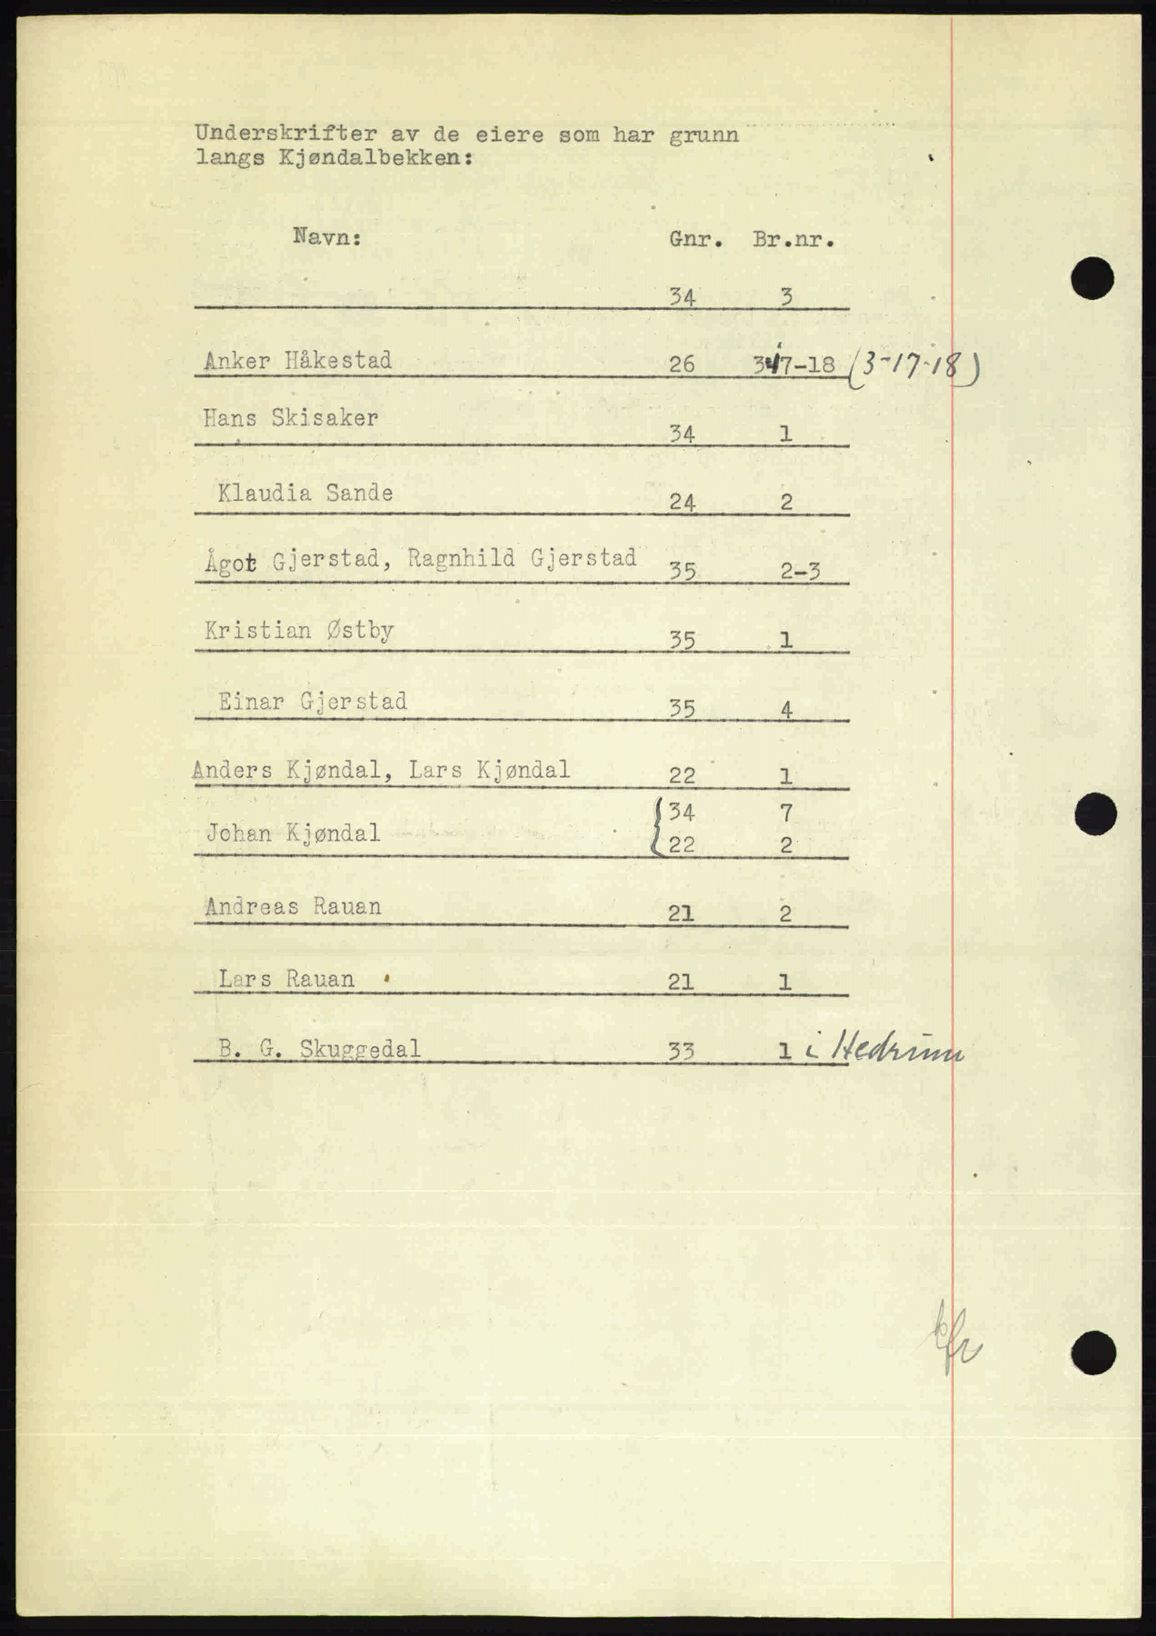 Underskrifter av de eiere som har grunn
langs Kjøndalbekken:
Navn: Gnr. Br.nr.
34 3
Anker Håkestad 26 347-18 (3-17-18)
Hans Skisaker 34 1
Klaudia Sande 24 2
Ågot Gjerstad, Ragnhild Gjerstad 35 2-3
Kristian Østby 35 1
Einar Gjerstad 35 4
Anders Kjøndal, Lars Kjøndal 22 1
34 7
Johan Kjøndal
22 2
Andreas Rauan 21 2
Lars Rauan 21 1
B. G. Skuggedal 33 1 i Hedrum